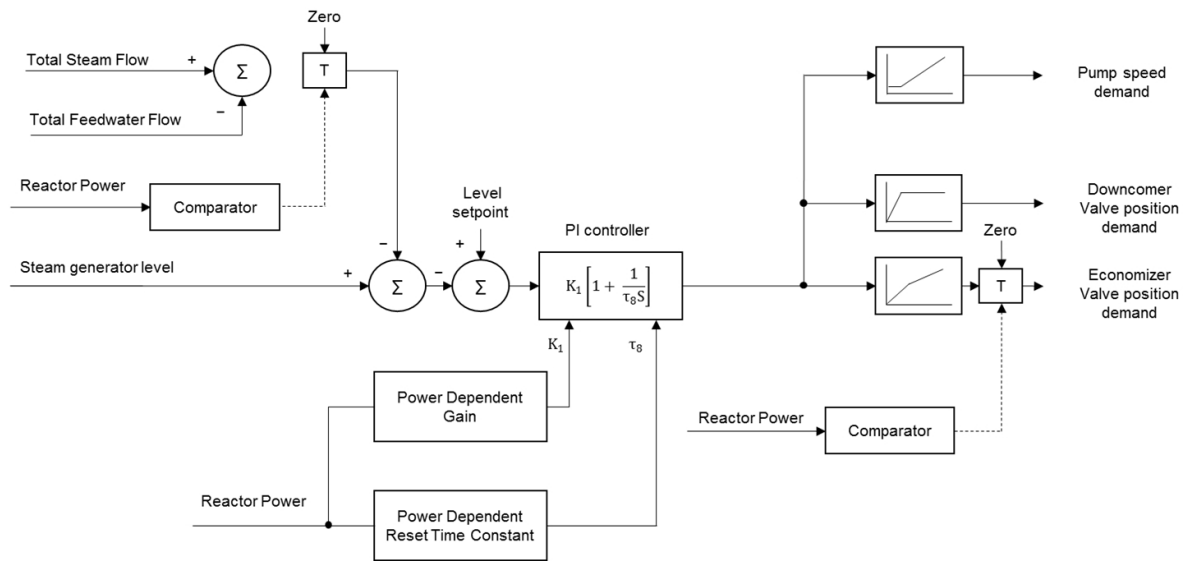 Zero
Total Steam Flow
+
Σ
T
−
Total Feedwater Flow
Pump speed
demand
Reactor Power
Comparator
Level
setpoint
Downcomer
Valve position
demand
PI controller
Zero
Steam generator level
+
−
Σ
−
+
Σ
K₁ [1 + 1/τ₈S]
T
Economizer
Valve position
demand
K₁
τ₈
Power Dependent
Gain
Reactor Power
Comparator
Reactor Power
Power Dependent
Reset Time Constant